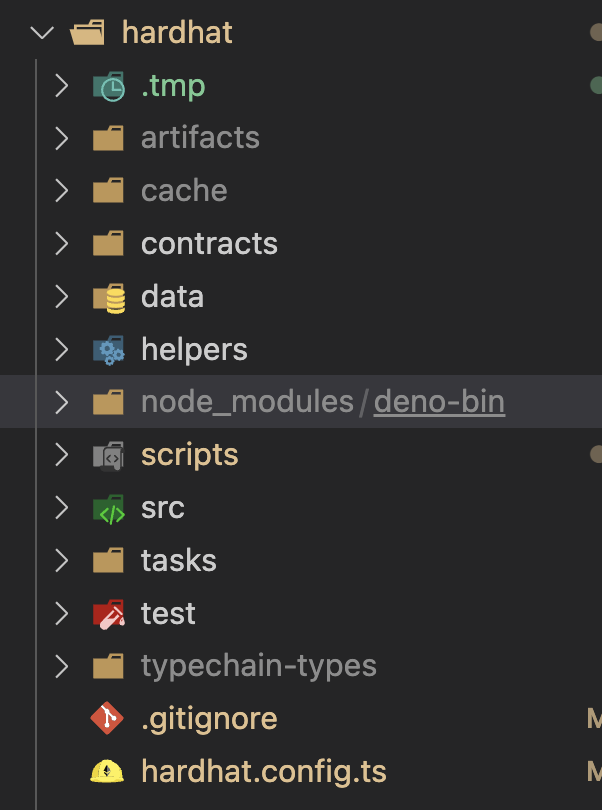 hardhat
.tmp
artifacts
cache
contracts
data
helpers
node_modules/deno-bin
scripts
src
tasks
test
typechain-types
.gitignore M
hardhat.config.ts M